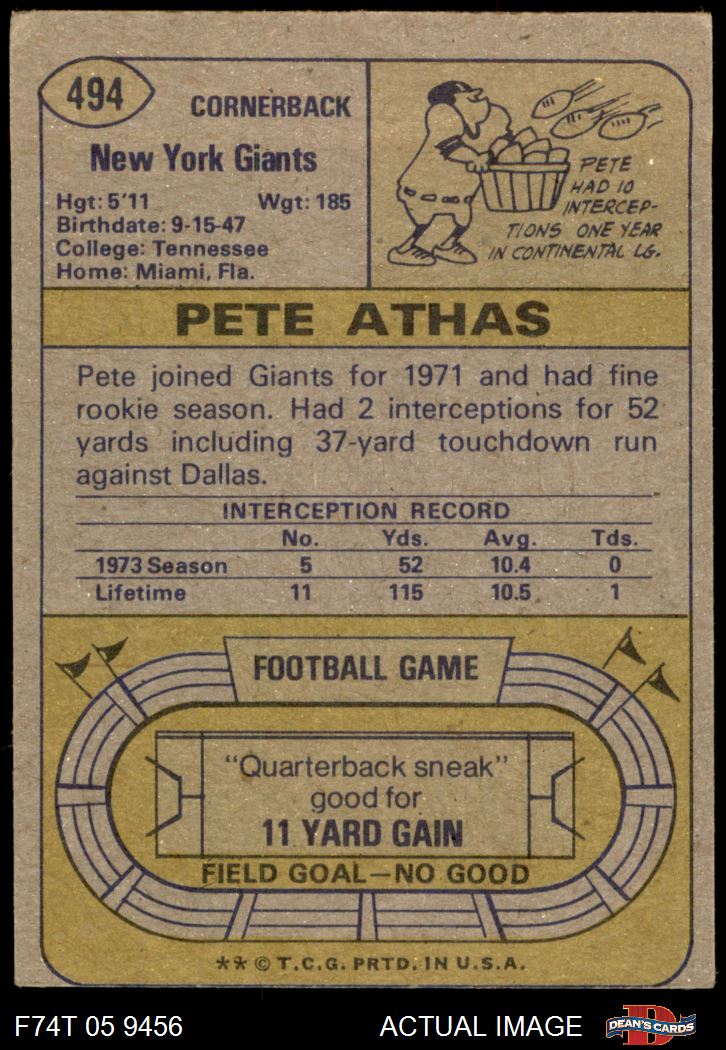 494
CORNERBACK
New York Giants
Hgt: 5'11 Wgt: 185
Birthdate: 9-15-47
College: Tennessee
Home: Miami, Fla.
PETE
HAD 10
INTERCEP-
TIONS ONE YEAR
IN CONTINENTAL LG.
PETE ATHAS
Pete joined Giants for 1971 and had fine
rookie season. Had 2 interceptions for 52
yards including 37-yard touchdown run
against Dallas.
INTERCEPTION RECORD
No. Yds. Avg. Tds.
1973 Season 5 52 10.4 0
Lifetime 11 115 10.5 1
FOOTBALL GAME
"Quarterback sneak"
good for
11 YARD GAIN
FIELD GOAL—NO GOOD
** © T.C.G. PRTD. IN U.S.A.
F74T 05 9456 ACTUAL IMAGE D DEAN'S CARDS